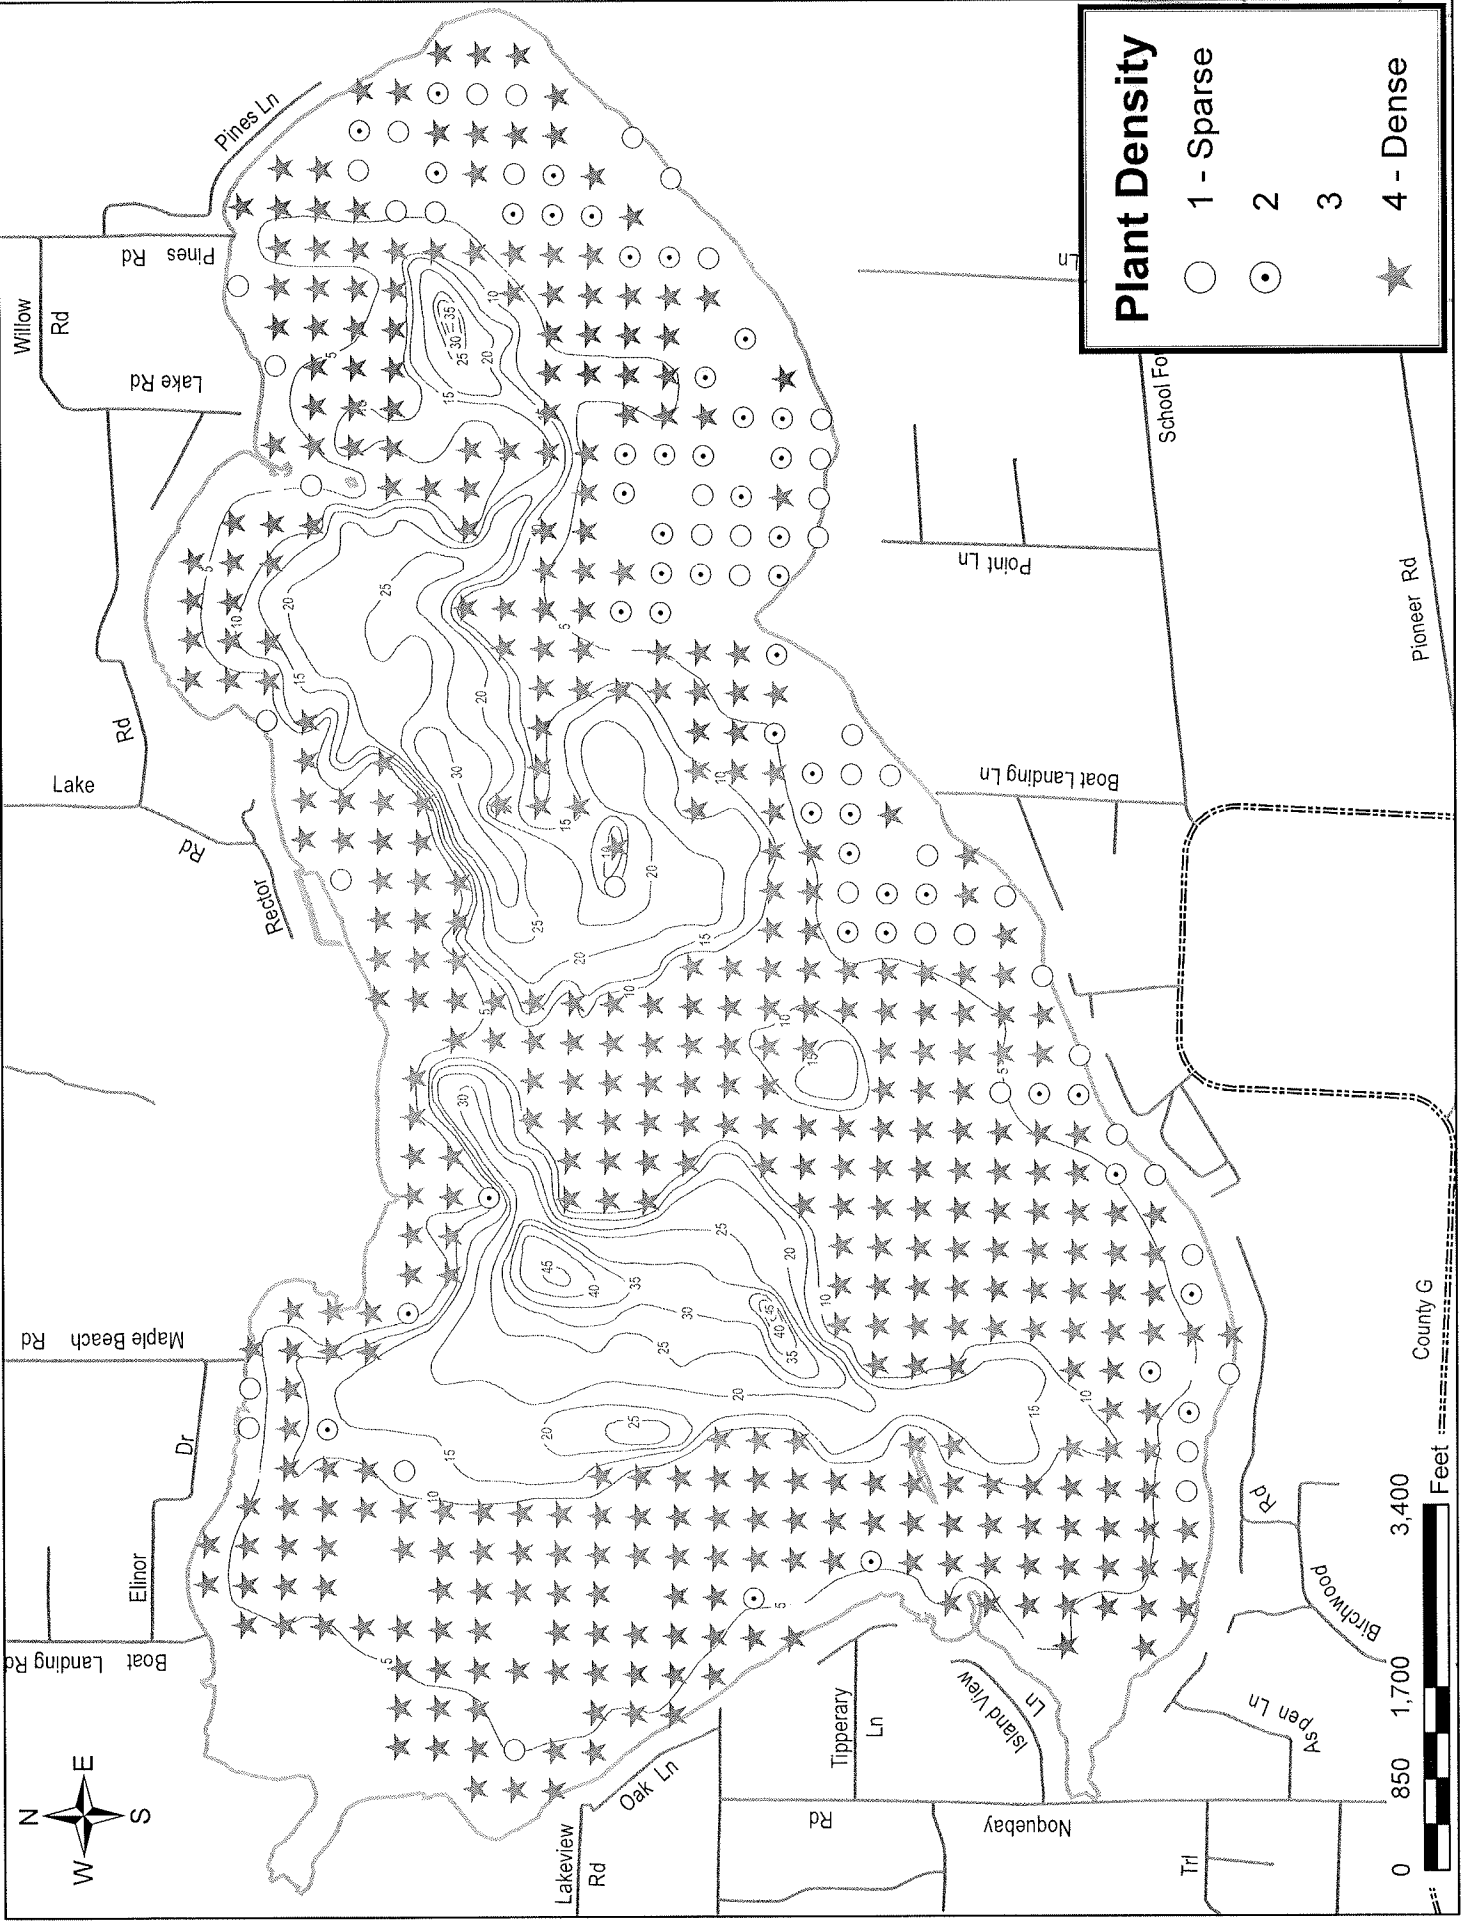 Plant Density
1 - Sparse
2
3
4 - Dense
N
W E
S
Willow
Rd
Pines Ln
Pines Rd
Lake Rd
Lake
Rd
Rd
Rector
Maple Beach Rd
Elinor
Dr
Boat Landing Rd
Lakeview
Rd
Oak Ln
Tipperary
Ln
Island View
Ln
Rd
Noquebay
Trl
Aspen Ln
Birchwood
Rd
County G
Boat Landing Ln
Point Ln
Pioneer Rd
School Fo
Ln
0 850 1,700 3,400
Feet
5
10
15
20
25
30
35
40
45